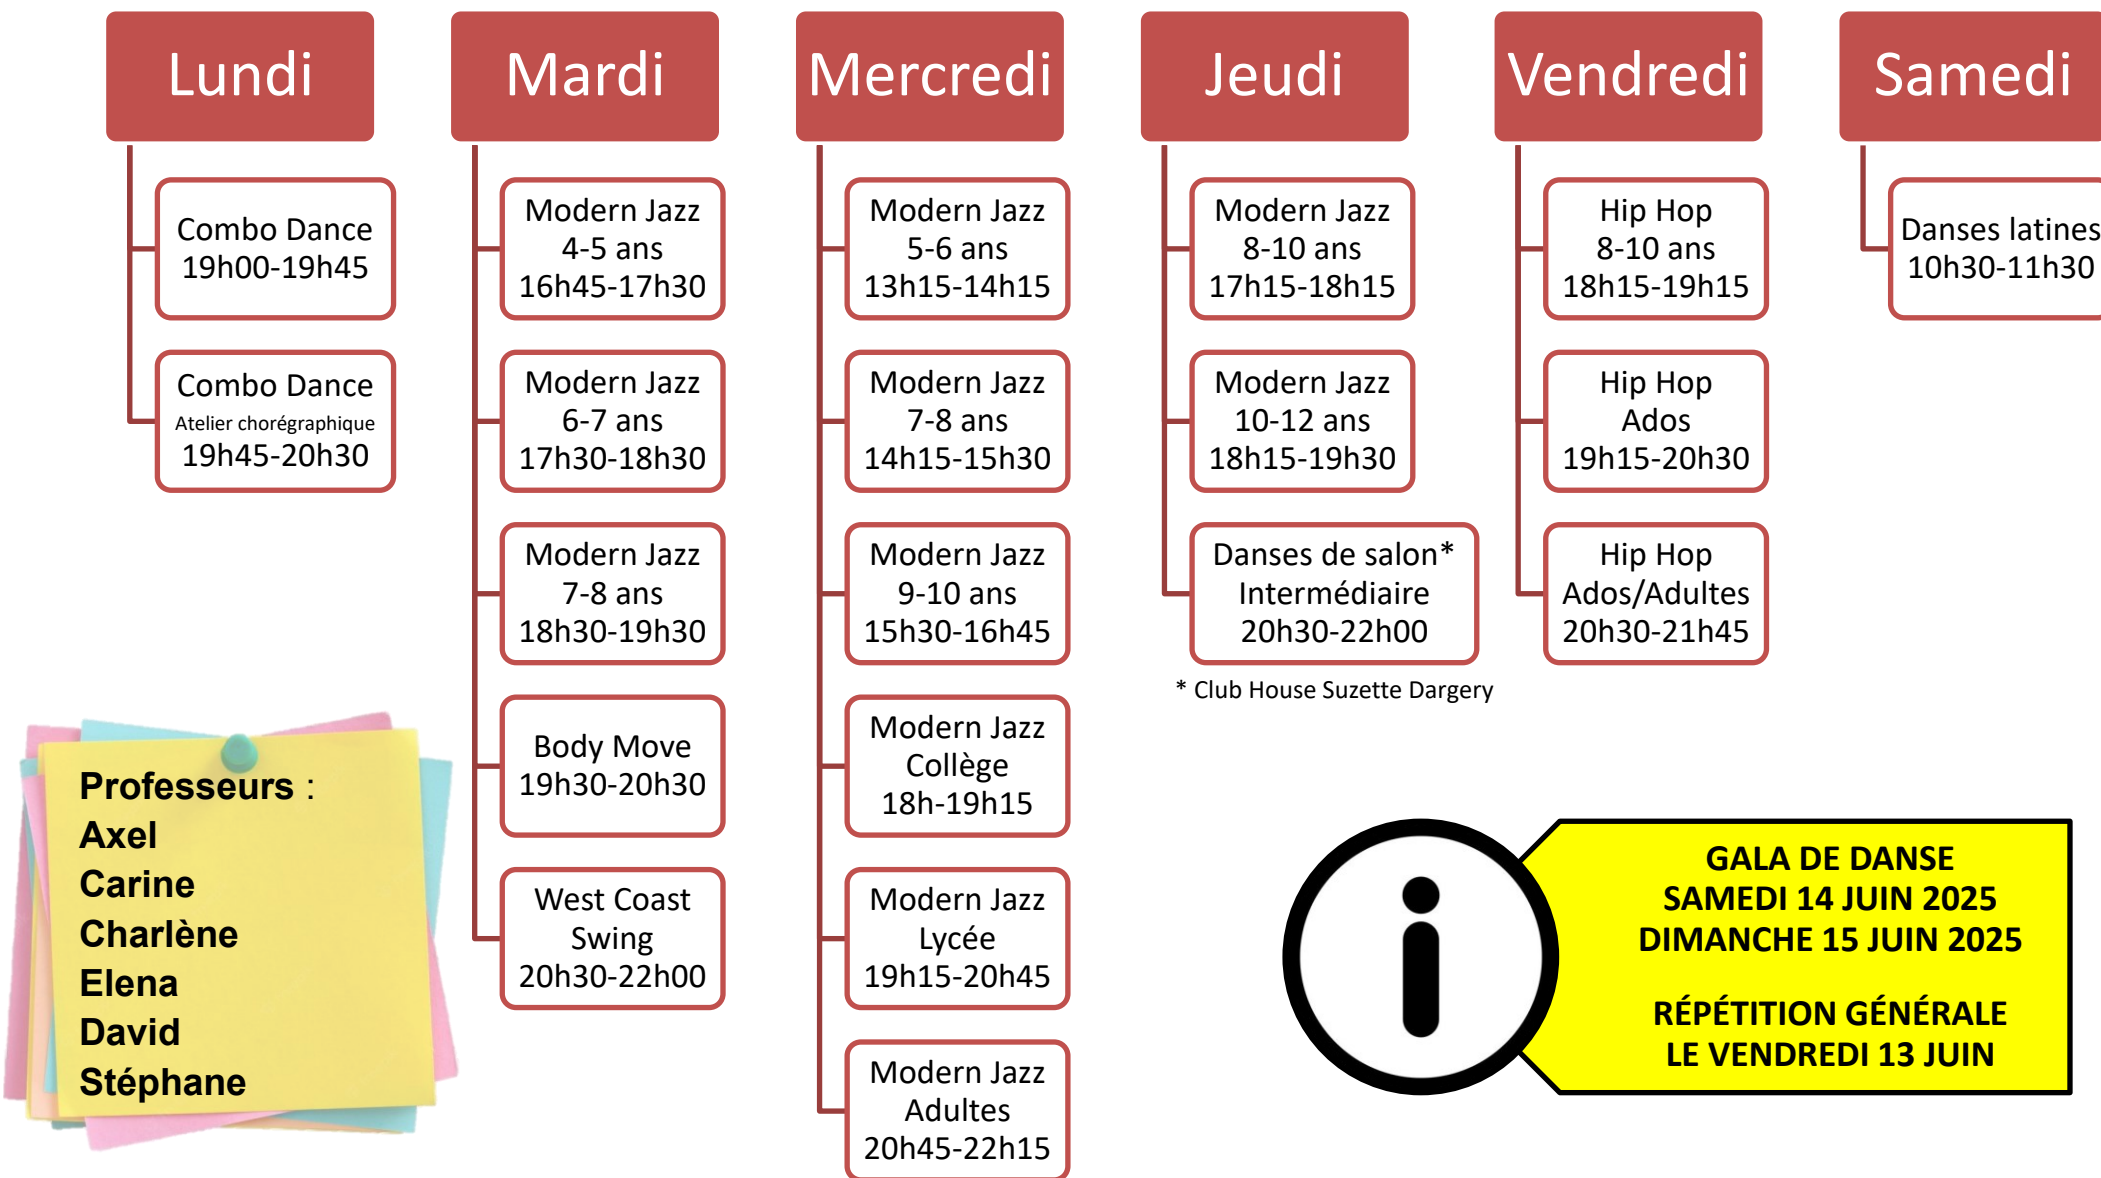 Lundi
Combo Dance
19h00-19h45
Combo Dance
Atelier chorégraphique
19h45-20h30
Mardi
Modern Jazz
4-5 ans
16h45-17h30
Modern Jazz
6-7 ans
17h30-18h30
Modern Jazz
7-8 ans
18h30-19h30
Body Move
19h30-20h30
West Coast
Swing
20h30-22h00
Mercredi
Modern Jazz
5-6 ans
13h15-14h15
Modern Jazz
7-8 ans
14h15-15h30
Modern Jazz
9-10 ans
15h30-16h45
Modern Jazz
Collège
18h-19h15
Modern Jazz
Lycée
19h15-20h45
Modern Jazz
Adultes
20h45-22h15
Jeudi
Modern Jazz
8-10 ans
17h15-18h15
Modern Jazz
10-12 ans
18h15-19h30
Danses de salon*
Intermédiaire
20h30-22h00
* Club House Suzette Dargery
Vendredi
Hip Hop
8-10 ans
18h15-19h15
Hip Hop
Ados
19h15-20h30
Hip Hop
Ados/Adultes
20h30-21h45
Samedi
Danses latines
10h30-11h30
Professeurs :
Axel
Carine
Charlène
Elena
David
Stéphane
GALA DE DANSE
SAMEDI 14 JUIN 2025
DIMANCHE 15 JUIN 2025
RÉPÉTITION GÉNÉRALE
LE VENDREDI 13 JUIN